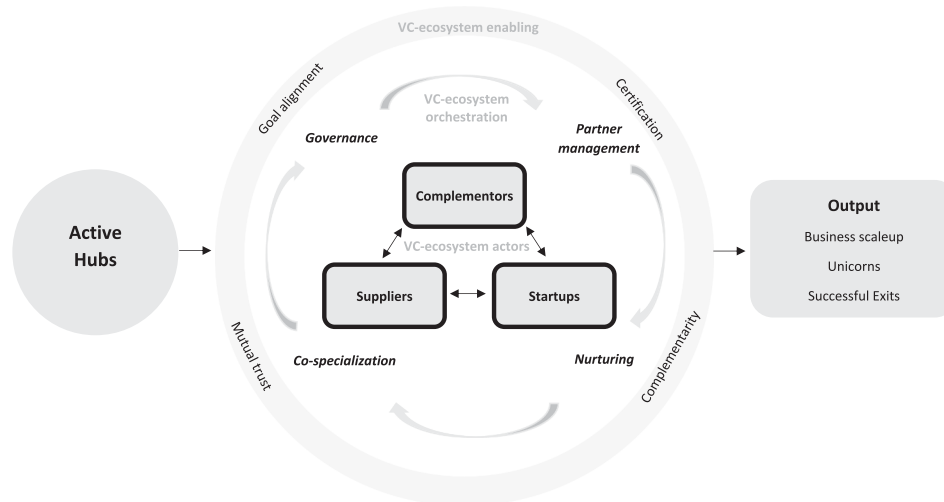 VC-ecosystem enabling
Goal alignment
Certification
VC-ecosystem
orchestration
Governance
Partner
management
Complementors
Active
Hubs
VC-ecosystem actors
Output
Business scaleup
Unicorns
Successful Exits
Suppliers
Startups
Mutual trust
Co-specialization
Nurturing
Complementarity